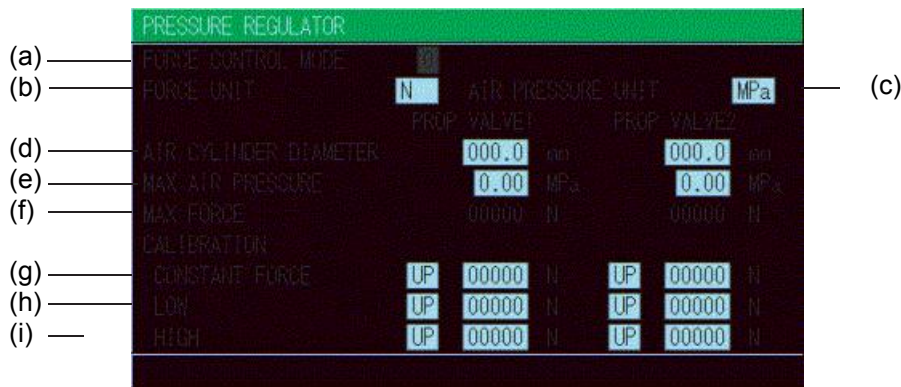 PRESSURE REGULATOR
(a) FORCE CONTROL MODE 0
(b) FORCE UNIT N AIR PRESSURE UNIT MPa (c)
PROP VALVE1 PROP VALVE2
(d) AIR CYLINDER DIAMETER 000.0 mm 000.0 mm
(e) MAX AIR PRESSURE 0.00 MPa 0.00 MPa
(f) MAX FORCE 00000 N 00000 N
CALIBRATION
(g) CONSTANT FORCE UP 00000 N UP 00000 N
(h) LOW UP 00000 N UP 00000 N
(i) HIGH UP 00000 N UP 00000 N